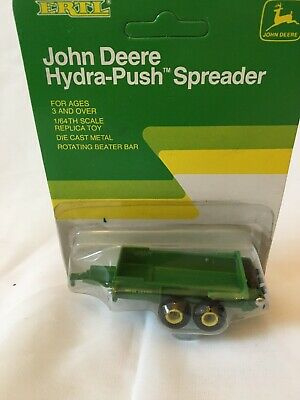 ERTL
JOHN DEERE
John Deere
Hydra-Push™ Spreader
FOR AGES
3 AND OVER
1/64TH SCALE
REPLICA TOY
DIE CAST METAL
ROTATING BEATER BAR